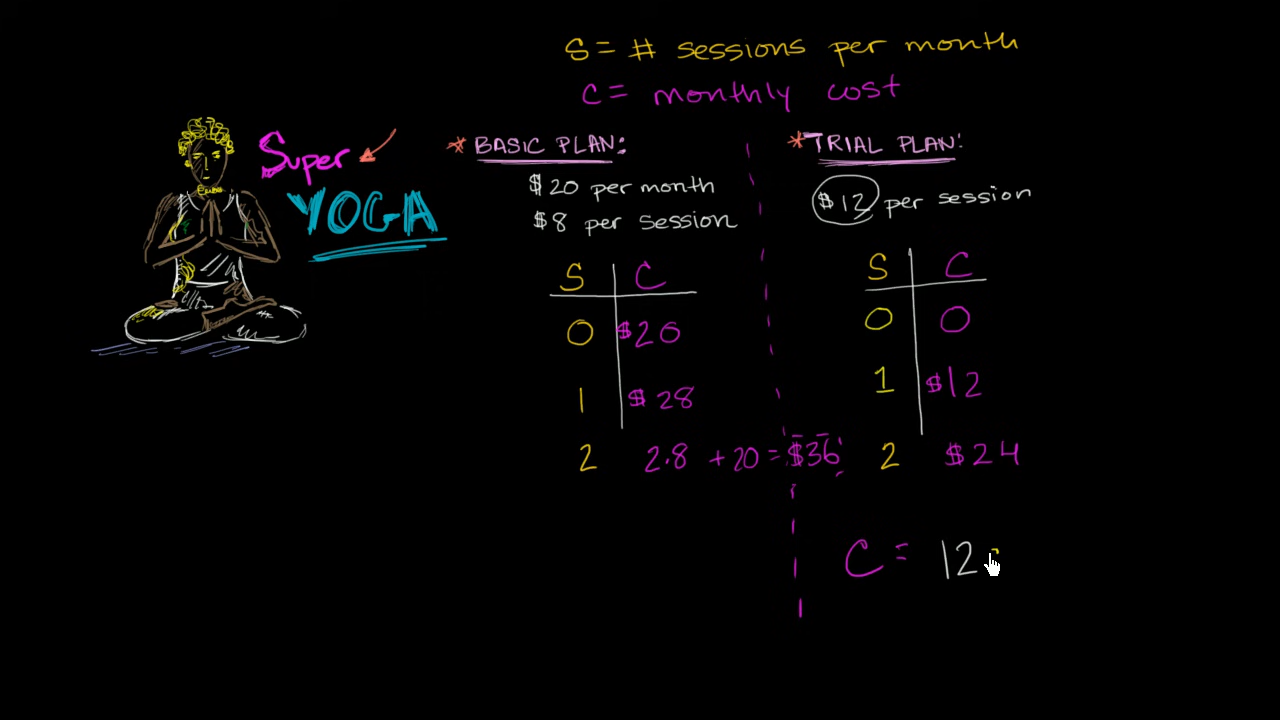 S = # sessions per month
C = monthly cost
Super
YOGA
* BASIC PLAN:
$20 per month
$8 per session
S C
0 $20
1 $28
2 2.8 + 20 = $36
* TRIAL PLAN:
$12 per session
S C
0 0
1 $12
2 $24
C = 12